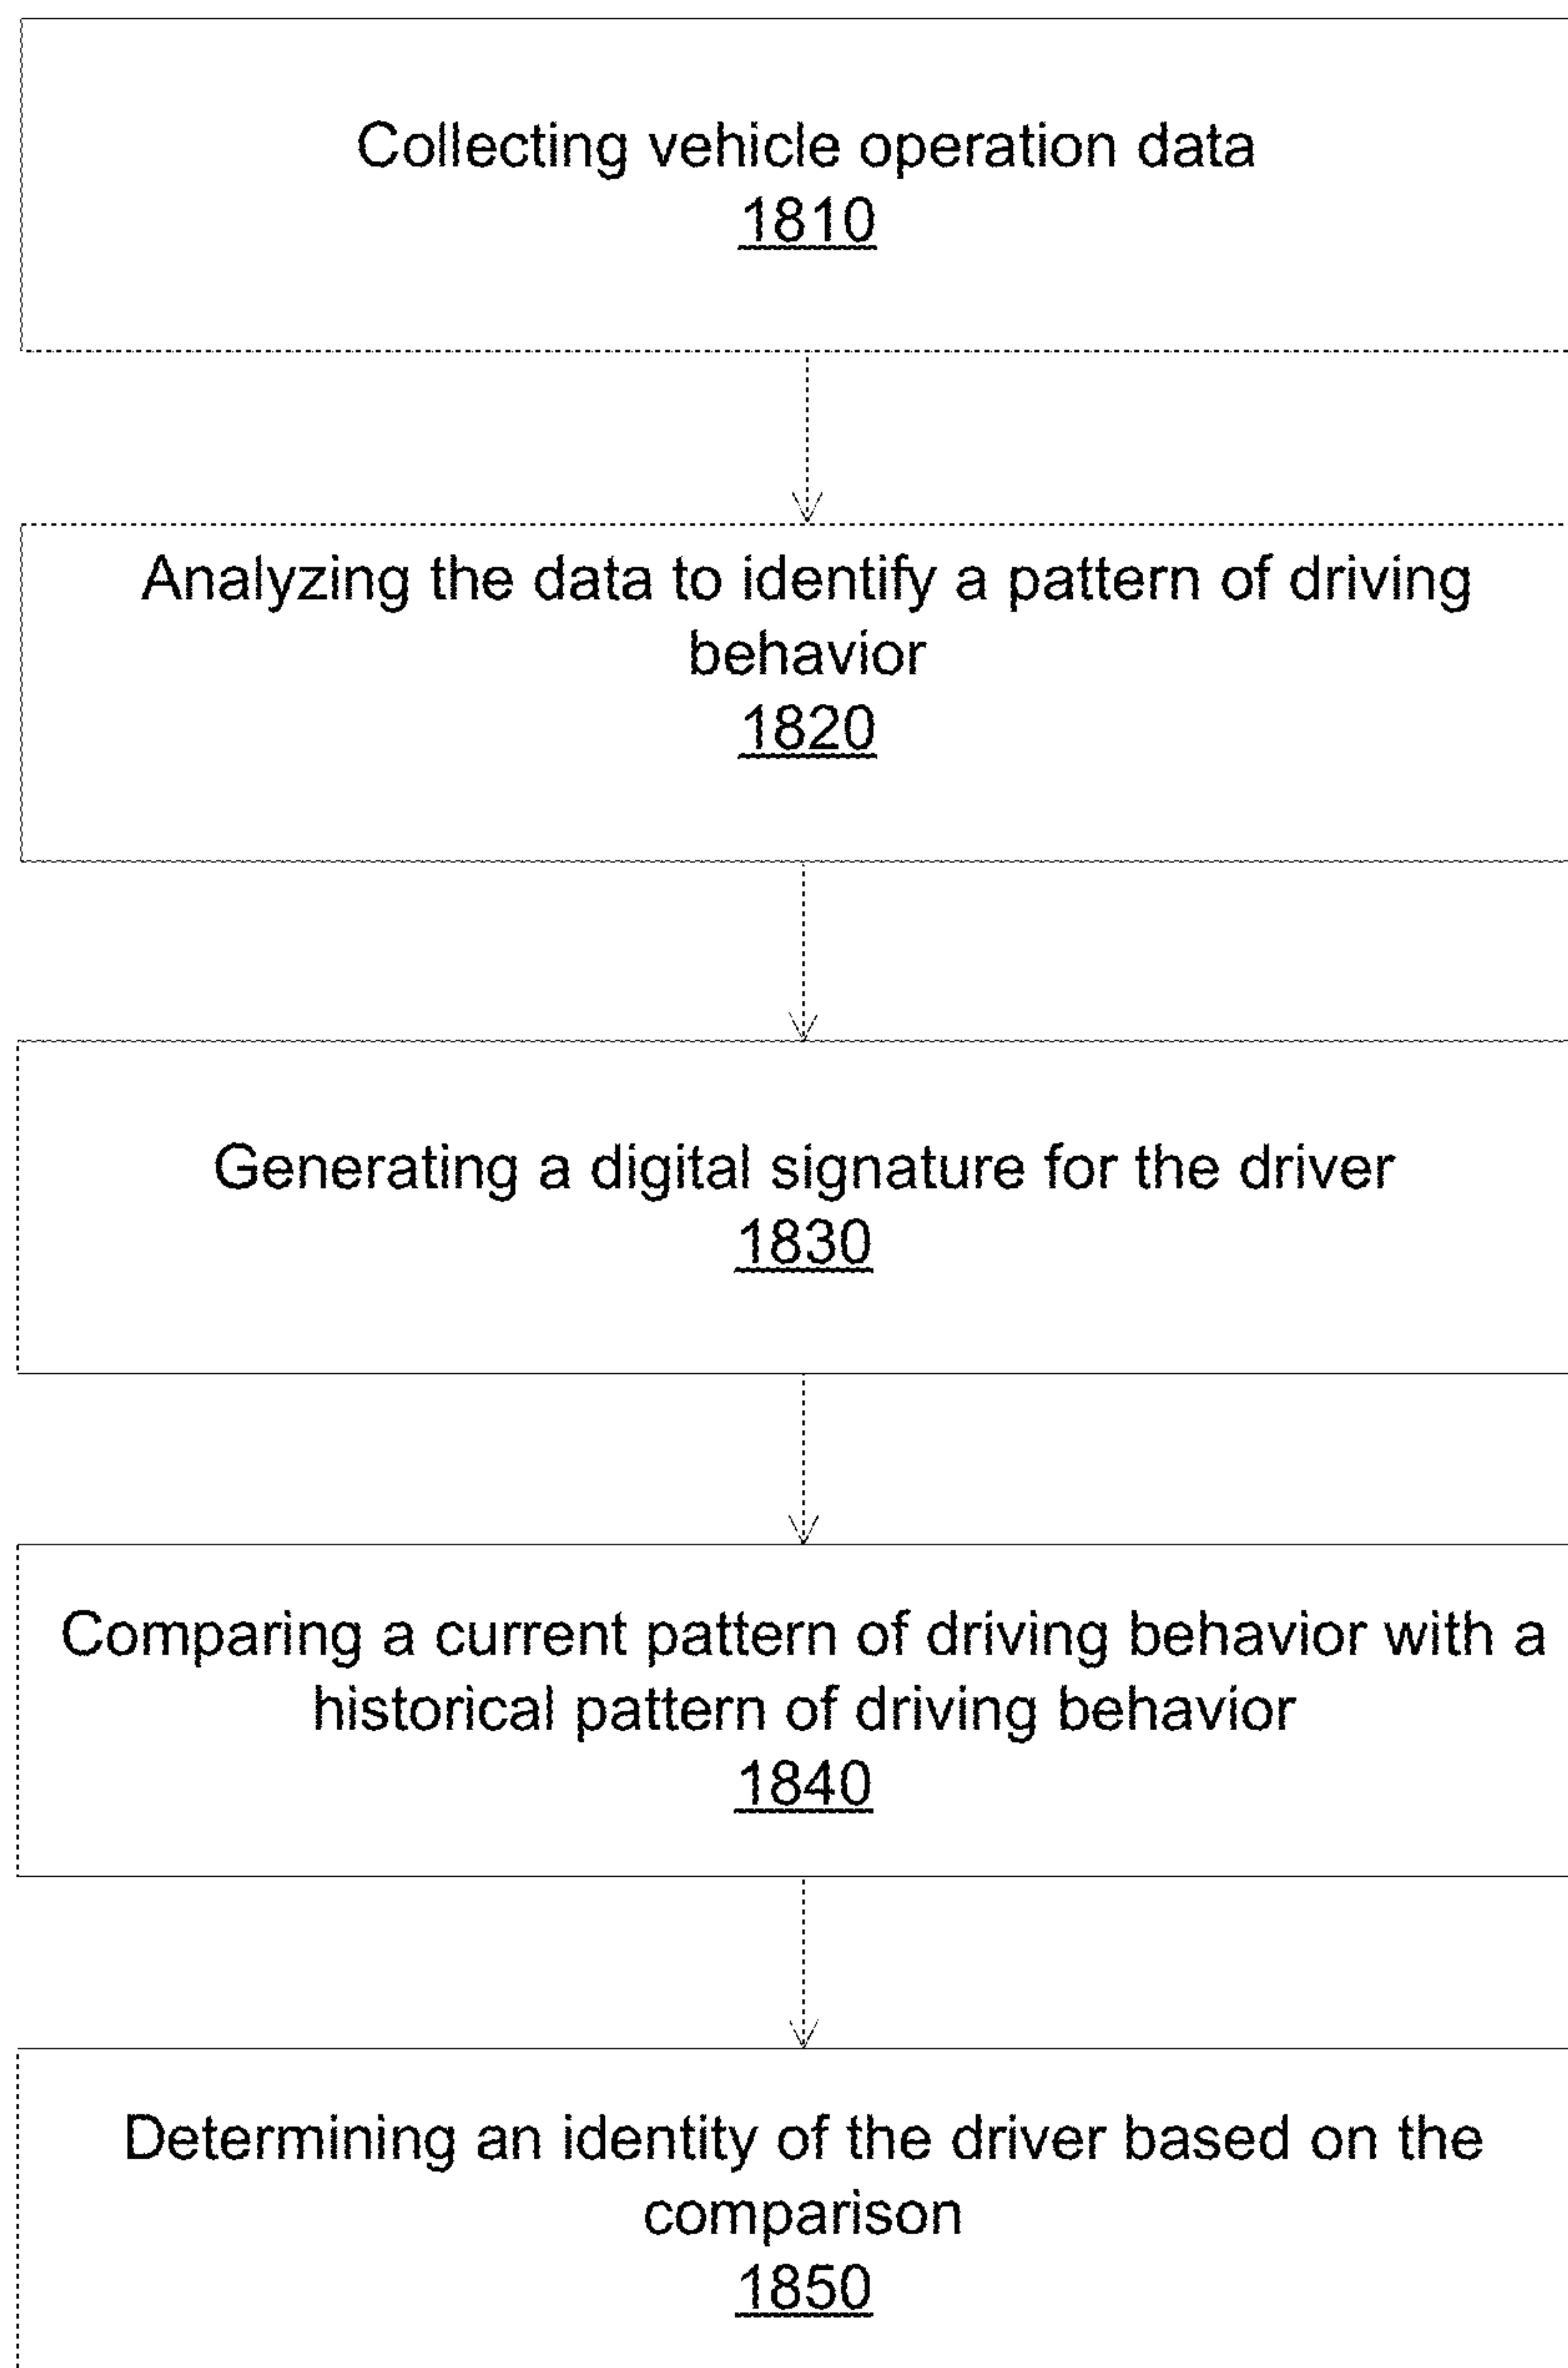 Collecting vehicle operation data
1810
Analyzing the data to identify a pattern of driving
behavior
1820
Generating a digital signature for the driver
1830
Comparing a current pattern of driving behavior with a
historical pattern of driving behavior
1840
Determining an identity of the driver based on the
comparison
1850